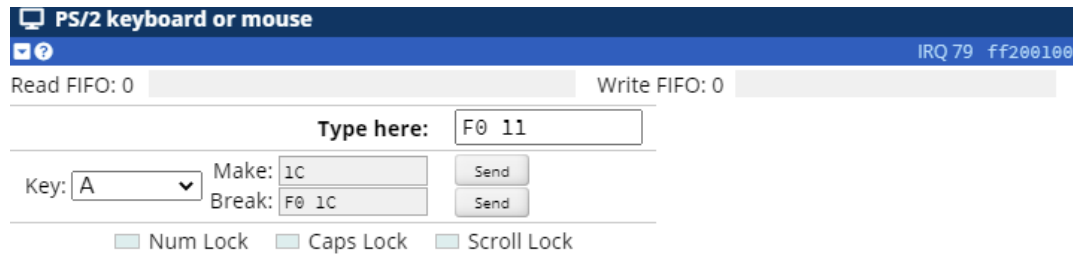 PS/2 keyboard or mouse
IRQ 79 ff200100
Read FIFO: 0 Write FIFO: 0
Type here: F0 11
Key: A Make: 1C Send
Break: F0 1C Send
Num Lock Caps Lock Scroll Lock